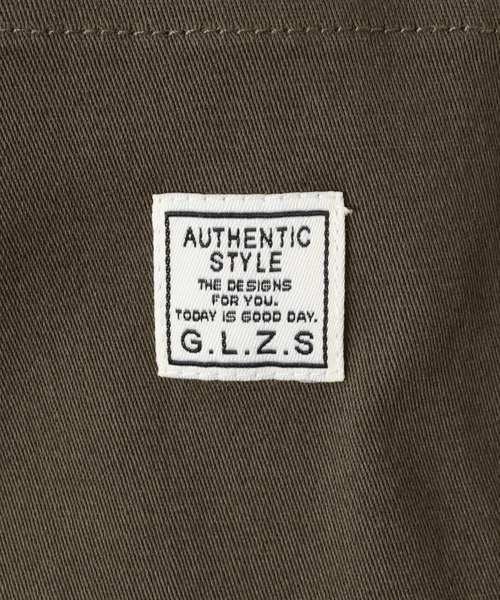 AUTHENTIC
STYLE
THE DESIGNS
FOR YOU.
TODAY IS GOOD DAY.
G.L.Z.S